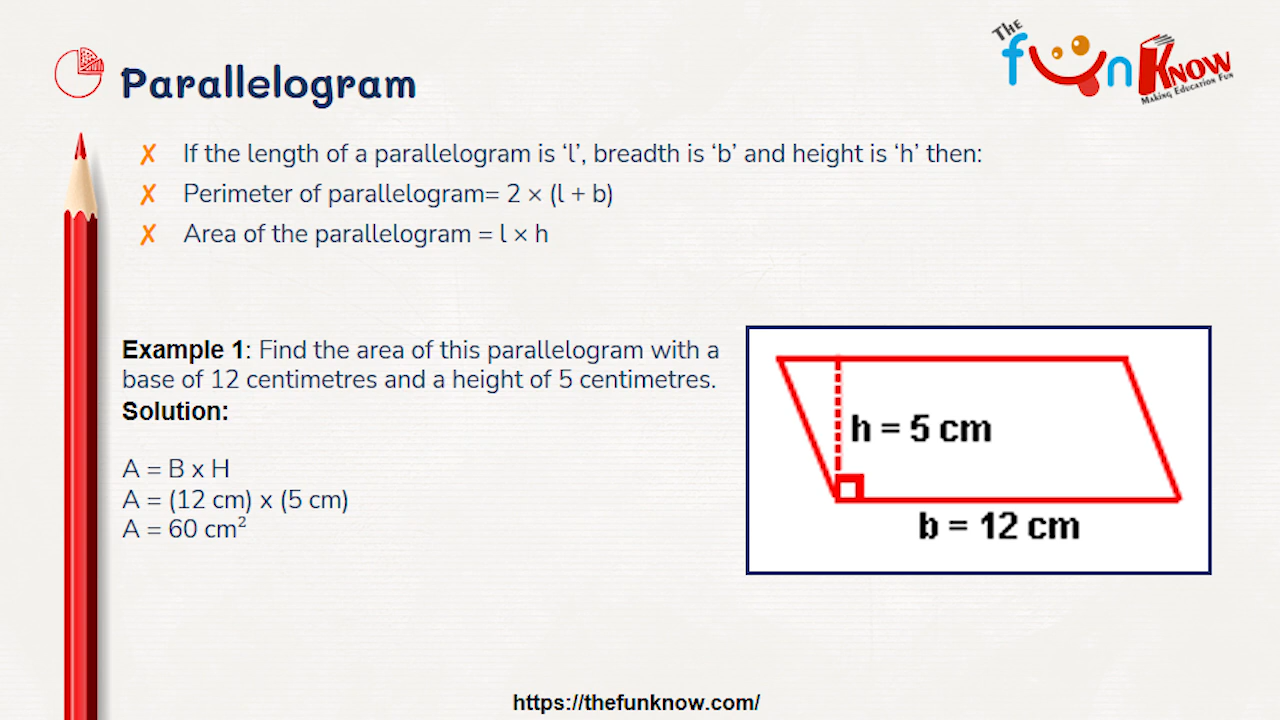 THE
fun KNOW
Making Education Fun
Parallelogram
✗ If the length of a parallelogram is ‘l’, breadth is ‘b’ and height is ‘h’ then:
✗ Perimeter of parallelogram= 2 × (l + b)
✗ Area of the parallelogram = l × h
Example 1: Find the area of this parallelogram with a
base of 12 centimetres and a height of 5 centimetres.
Solution:
A = B x H
A = (12 cm) x (5 cm)
A = 60 cm²
h = 5 cm
b = 12 cm
https://thefunknow.com/